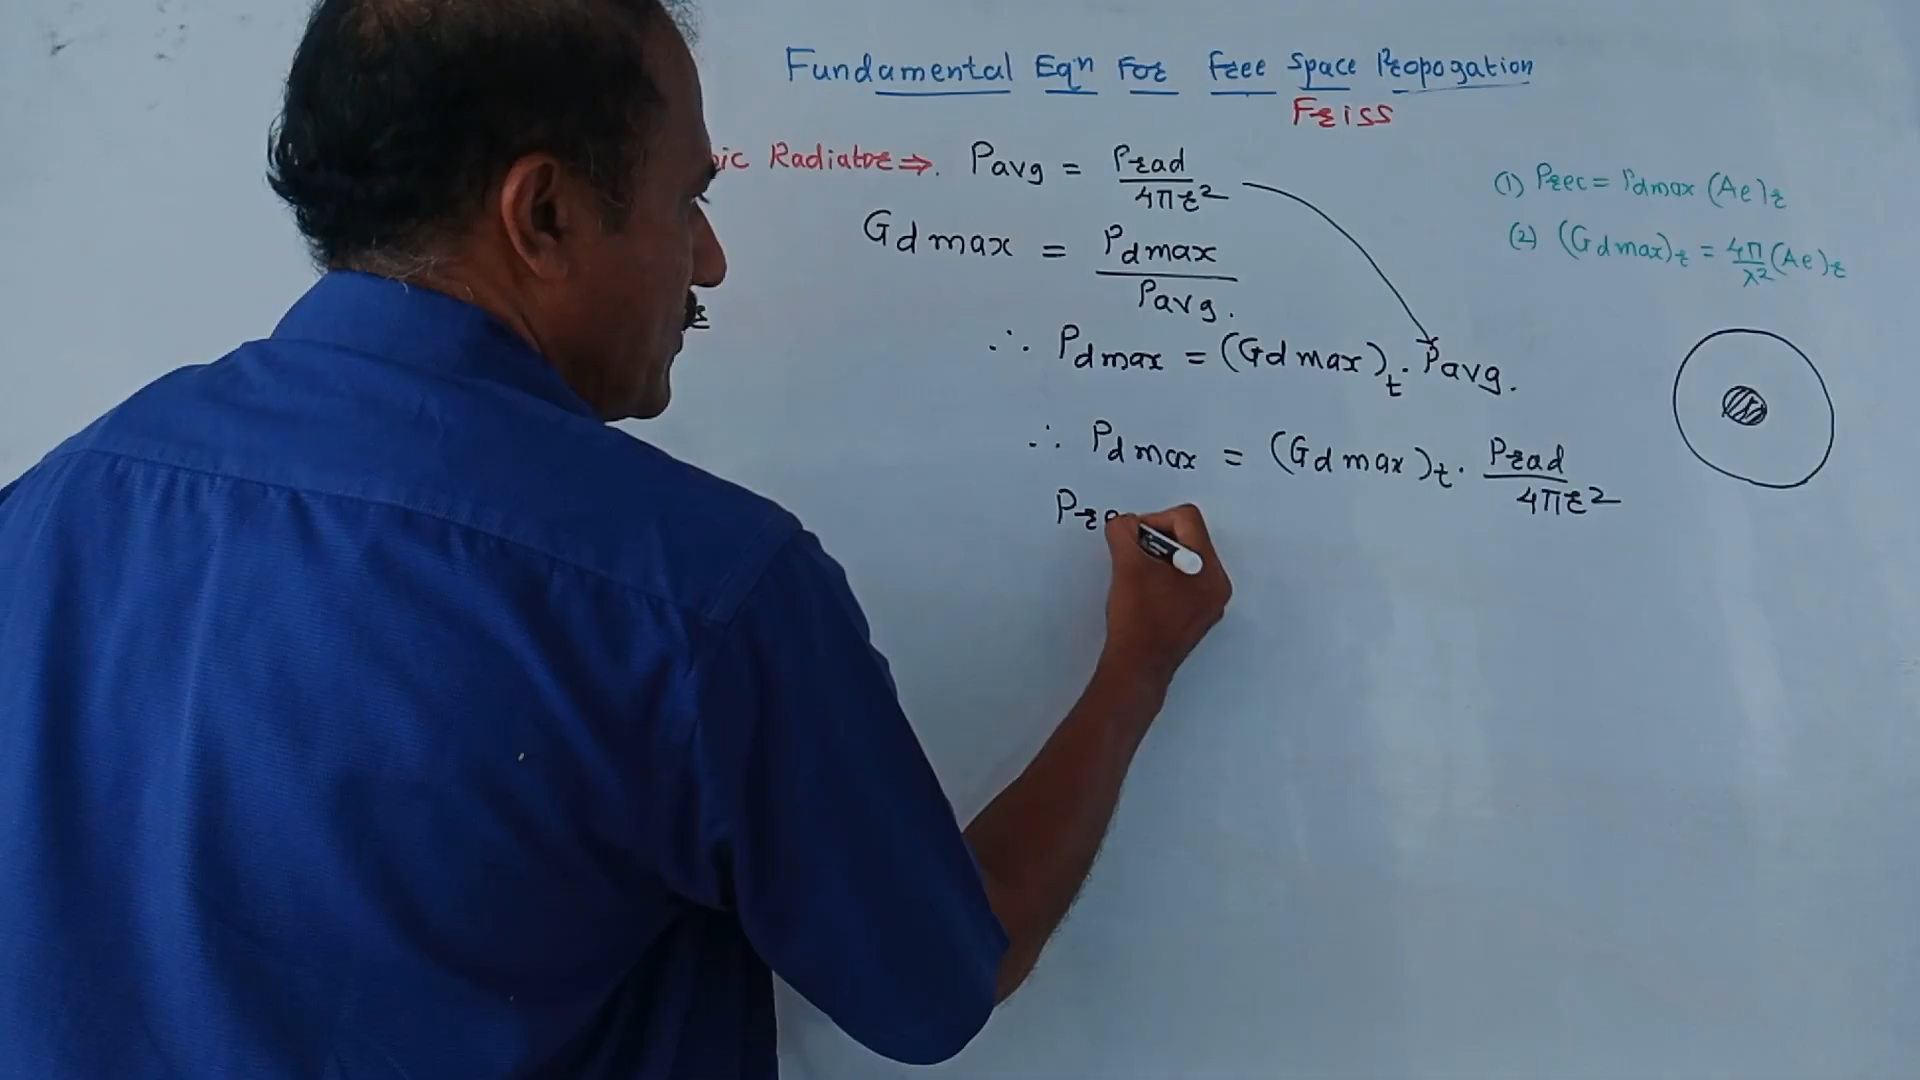 Fundamental Eqn For Free Space Propogation
Friss
Radiator ⇒. Pavg = Prad / 4πr²
(1) Prec = Pdmax (Ae)r
Gdmax = Pdmax / Pavg.
(2) (Gdmax)r = 4π/λ² (Ae)r
∴ Pdmax = (Gdmax)t . Pavg.
∴ Pdmax = (Gdmax)t . Prad / 4πr²